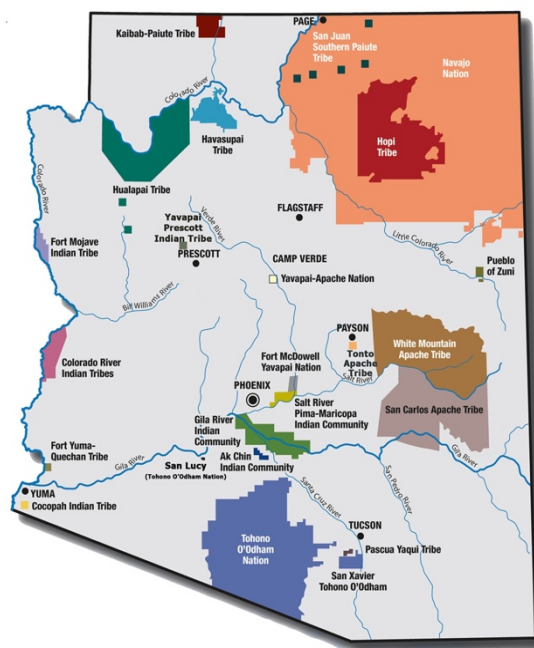 PAGE
Kaibab-Paiute Tribe
San Juan
Southern Paiute
Tribe
Navajo
Nation
Colorado River
Havasupai
Tribe
Hopi
Tribe
Colorado River
Hualapai Tribe
Yavapai
Prescott
Indian Tribe
Verde River
FLAGSTAFF
Little Colorado River
Fort Mojave
Indian Tribe
PRESCOTT
CAMP VERDE
Yavapai-Apache Nation
Pueblo
of Zuni
Bill Williams River
PAYSON
Tonto
Apache
Tribe
White Mountain
Apache Tribe
Fort McDowell
Yavapai Nation
Colorado River
Indian Tribes
PHOENIX
Salt River
Salt River
Pima-Maricopa
Indian Community
San Carlos Apache Tribe
Gila River
Indian
Community
Fort Yuma-
Quechan Tribe
Gila River
San Lucy
(Tohono O'Odham Nation)
Ak Chin
Indian Community
Gila River
YUMA
Cocopah Indian Tribe
Santa Cruz River
San Pedro River
TUCSON
Tohono
O'Odham
Nation
Pascua Yaqui Tribe
San Xavier
Tohono O'Odham